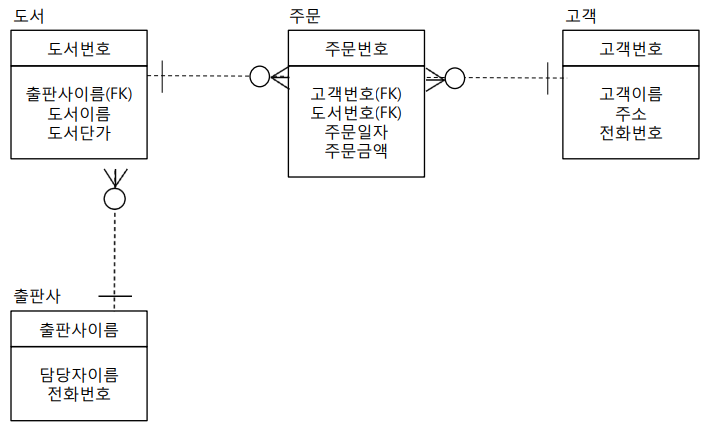 도서
도서번호
출판사이름(FK)
도서이름
도서단가
주문
주문번호
고객번호(FK)
도서번호(FK)
주문일자
주문금액
고객
고객번호
고객이름
주소
전화번호
출판사
출판사이름
담당자이름
전화번호